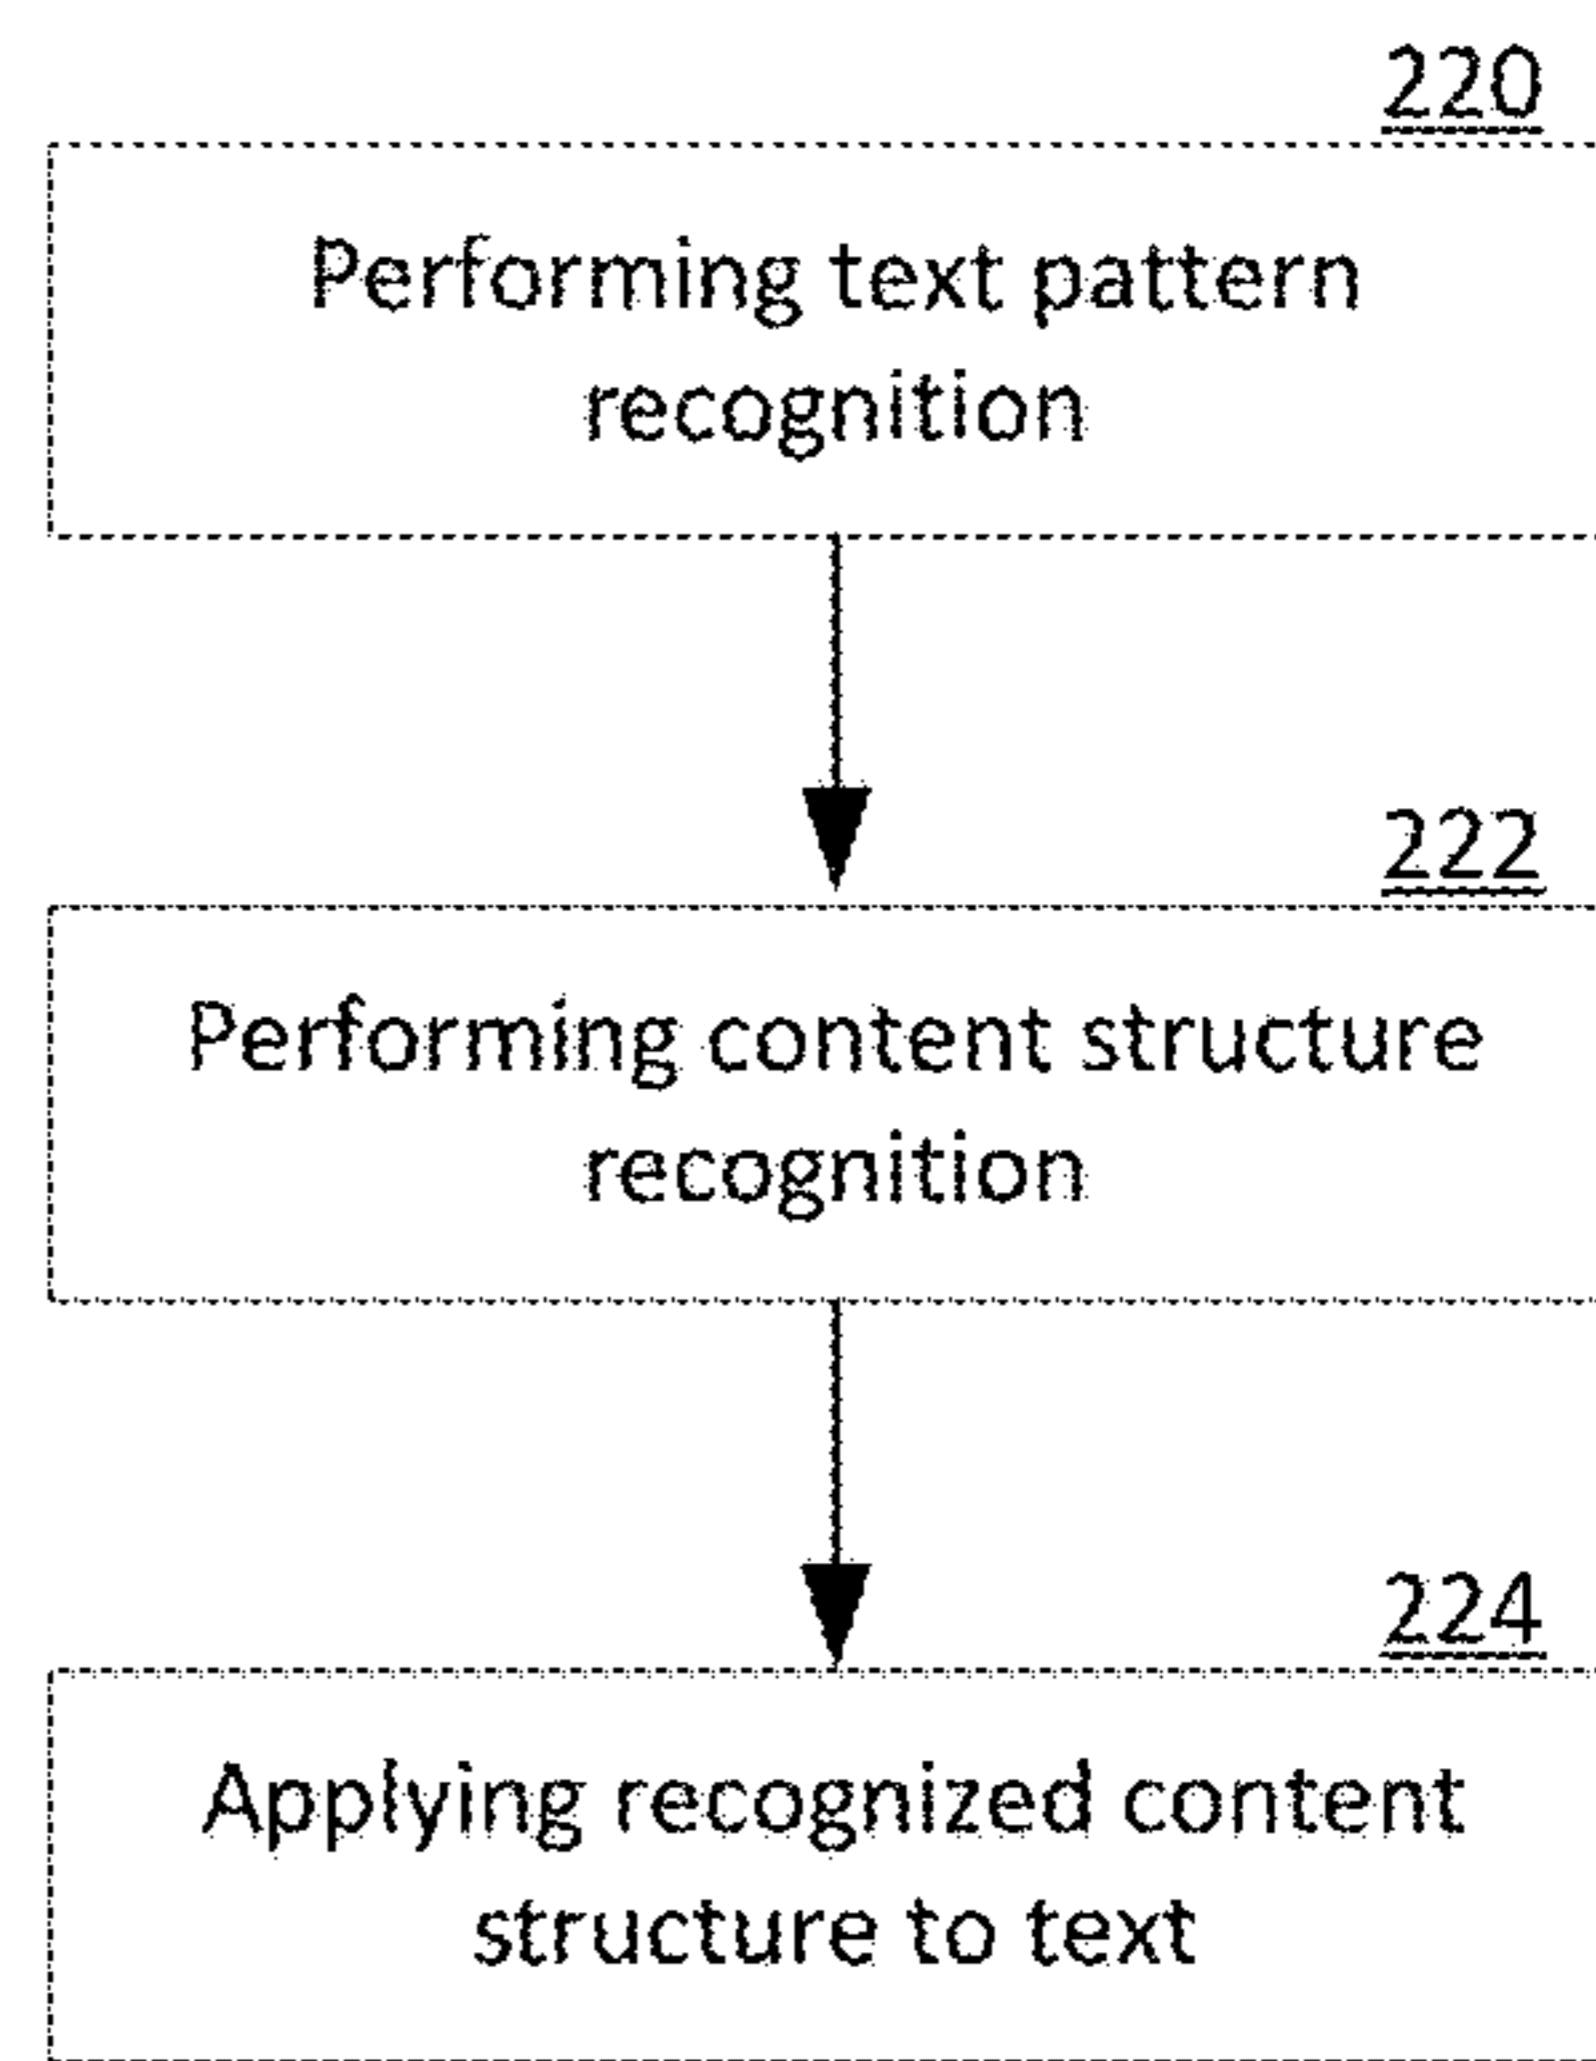 220
Performing text pattern
recognition
222
Performing content structure
recognition
224
Applying recognized content
structure to text